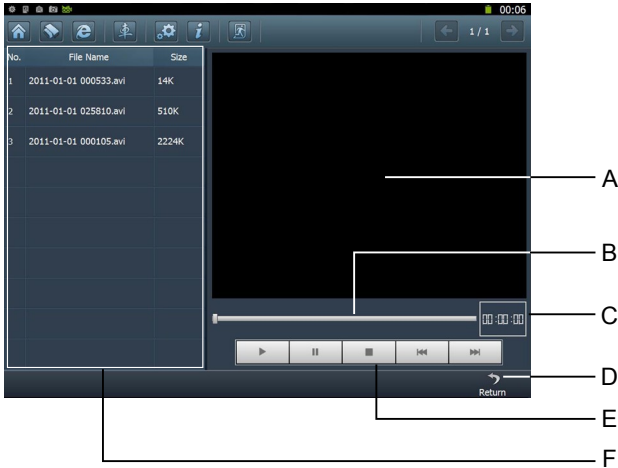 00:06
1 / 1
No. File Name Size
1 2011-01-01 000533.avi 14K
2 2011-01-01 025810.avi 510K
3 2011-01-01 000105.avi 2224K
A
B
00:00:00 C
D
Return
E
F